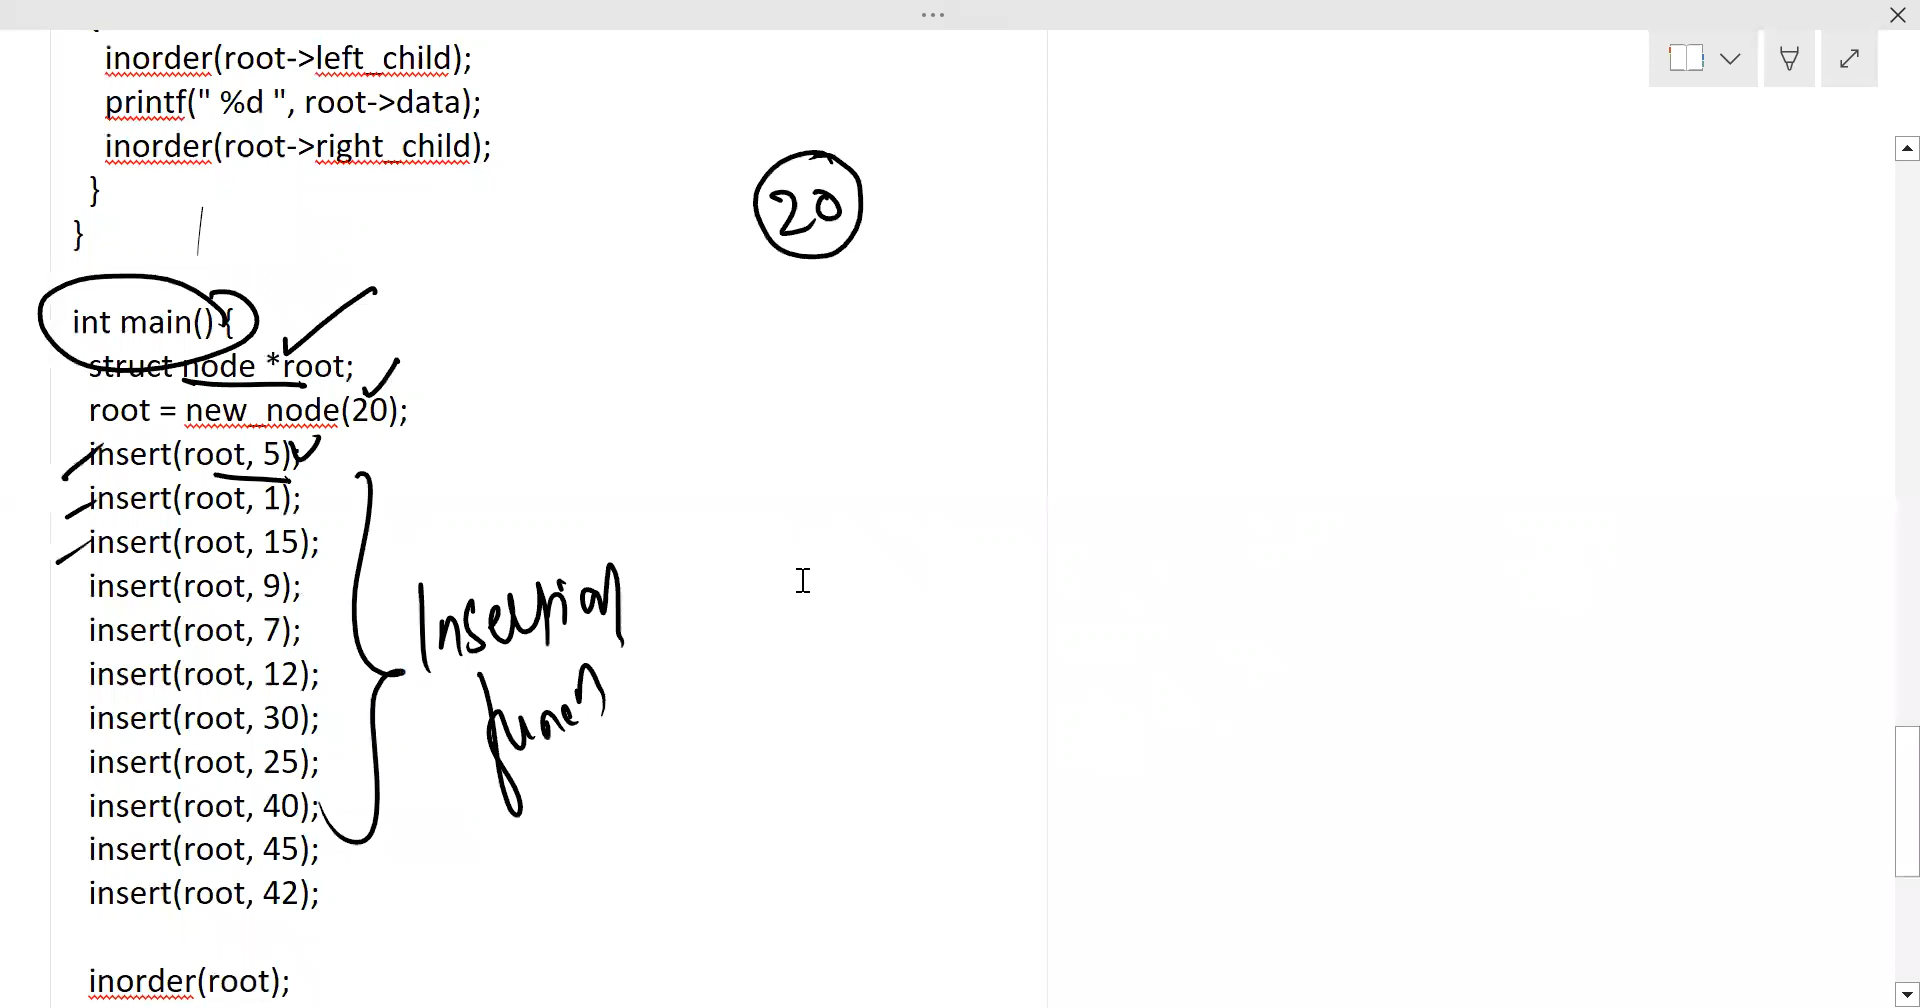 {
inorder(root->left_child);
printf(" %d ", root->data);
inorder(root->right_child);
}
}
20
int main() {
struct node *root;
root = new_node(20);
insert(root, 5);
insert(root, 1);
insert(root, 15);
insert(root, 9);
insert(root, 7);
insert(root, 12);
insert(root, 30);
insert(root, 25);
insert(root, 40);
insert(root, 45);
insert(root, 42);
Insertion
inorder(root);